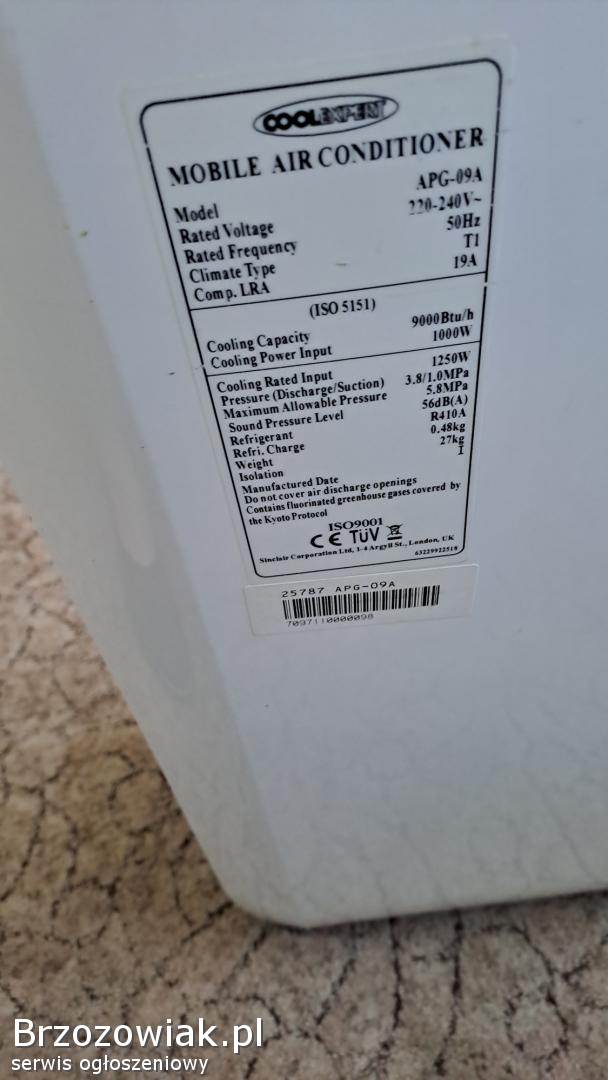 COOLEXPERT
MOBILE AIR CONDITIONER
Model APG-09A
Rated Voltage 220-240V~
Rated Frequency 50Hz
Climate Type T1
Comp. LRA 19A
(ISO 5151)
Cooling Capacity 9000Btu/h
Cooling Power Input 1000W
Cooling Rated Input 1250W
Pressure (Discharge/Suction) 3.8/1.0MPa
Maximum Allowable Pressure 5.8MPa
Sound Pressure Level 56dB(A)
Refrigerant R410A
Refri. Charge 0.48kg
Weight 27kg
Isolation I
Manufactured Date
Do not cover air discharge openings
Contains fluorinated greenhouse gases covered by
the Kyoto Protocol
ISO9001
CE TÜV
Sinclair Corporation Ltd, 1-4 Argyll St., London, UK 63229922518
25787 APG-09A
7097110000098
Brzozowiak.pl
serwis ogłoszeniowy